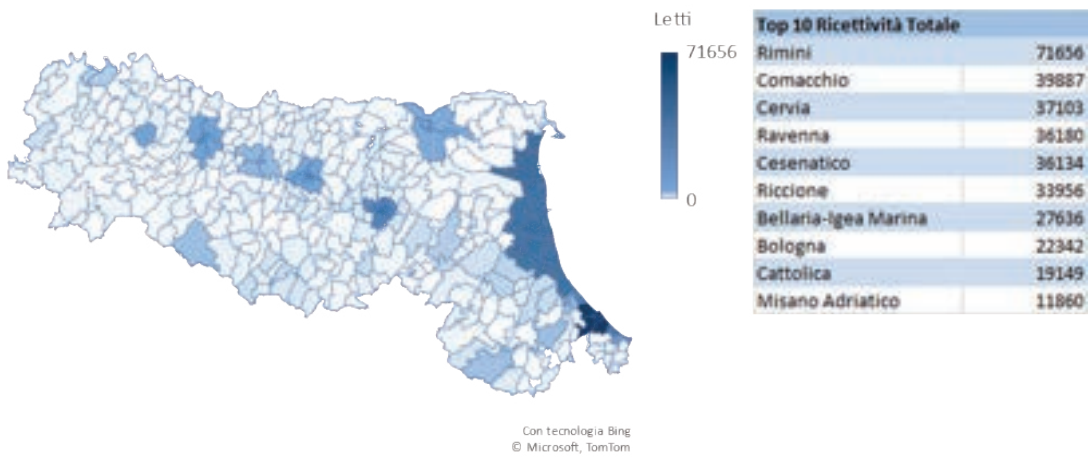 Letti
71656
0
Top 10 Ricettività Totale
Rimini 71656
Comacchio 39887
Cervia 37103
Ravenna 36180
Cesenatico 36134
Riccione 33956
Bellaria-Igea Marina 27636
Bologna 22342
Cattolica 19149
Misano Adriatico 11860
Con tecnologia Bing
© Microsoft, TomTom